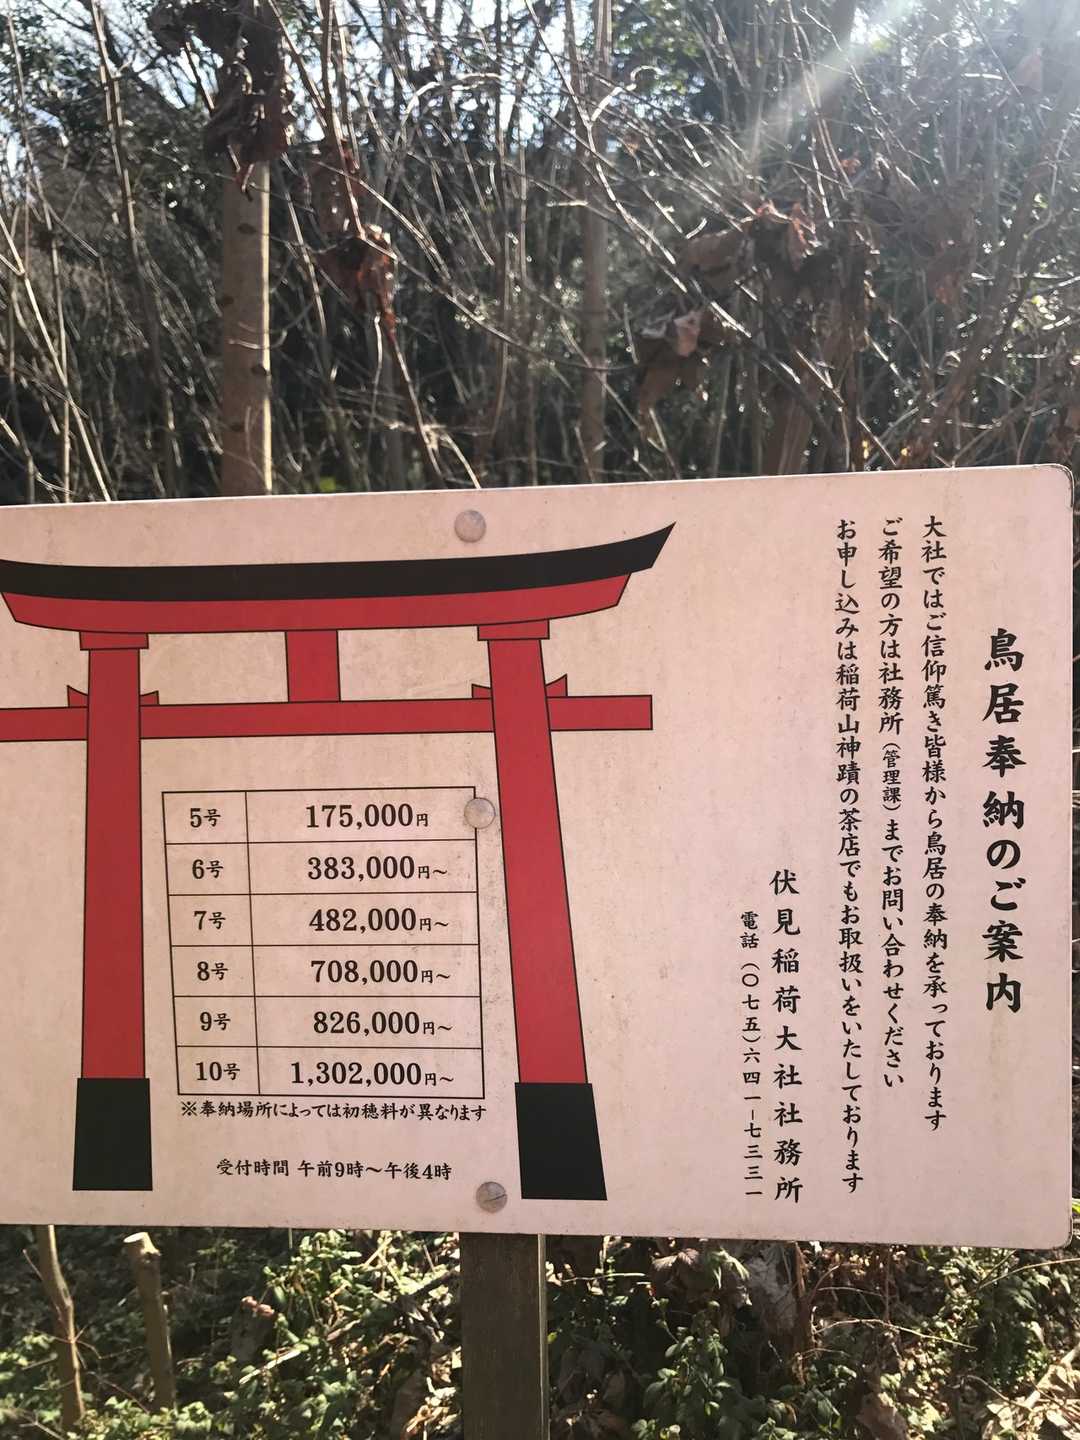 鳥居奉納のご案内
大社ではご信仰篤き皆様から鳥居の奉納を承っております
ご希望の方は社務所(管理課)までお問い合わせください
お申し込みは稲荷山神蹟の茶店でもお取扱いをいたしております
伏見稲荷大社社務所
電話(〇七五)六四一−七三三一
5号 175,000円
6号 383,000円～
7号 482,000円～
8号 708,000円～
9号 826,000円～
10号 1,302,000円～
※奉納場所によっては初穂料が異なります
受付時間 午前9時～午後4時